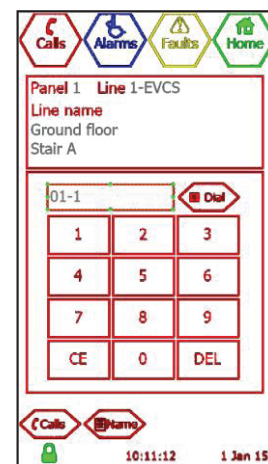 Calls Alarms Faults Home
Panel 1 Line 1-EVCS
Line name
Ground floor
Stair A
01-1 Dial
1 2 3
4 5 6
7 8 9
CE 0 DEL
Calls Name
10:11:12 1 Jan 15